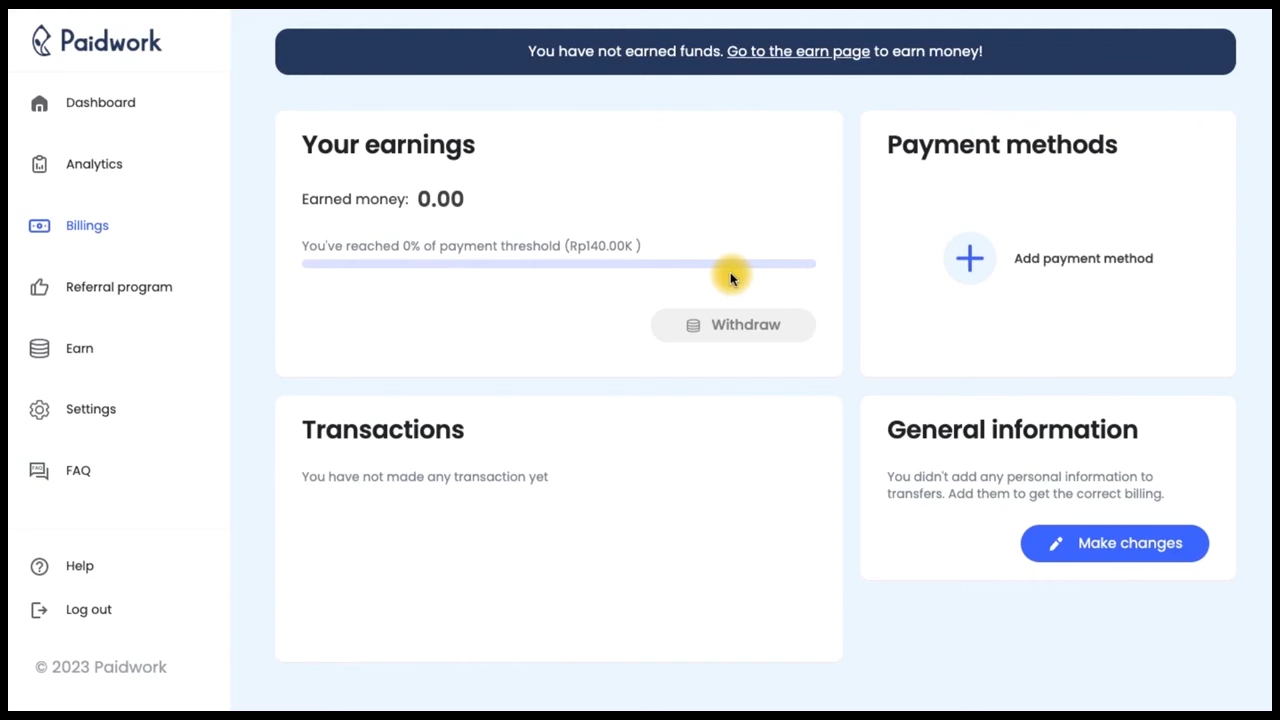 Paidwork
Dashboard
Analytics
Billings
Referral program
Earn
Settings
FAQ
Help
Log out
© 2023 Paidwork
You have not earned funds. Go to the earn page to earn money!
Your earnings
Earned money: 0.00
You've reached 0% of payment threshold (Rp140.00K )
Withdraw
Payment methods
Add payment method
Transactions
You have not made any transaction yet
General information
You didn't add any personal information to
transfers. Add them to get the correct billing.
Make changes